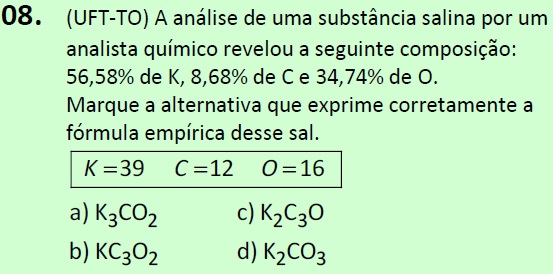 08. (UFT-TO) A análise de uma substância salina por um
analista químico revelou a seguinte composição:
56,58% de K, 8,68% de C e 34,74% de O.
Marque a alternativa que exprime corretamente a
fórmula empírica desse sal.
K=39 C=12 O=16
a) K₃CO₂ c) K₂C₃O
b) KC₃O₂ d) K₂CO₃